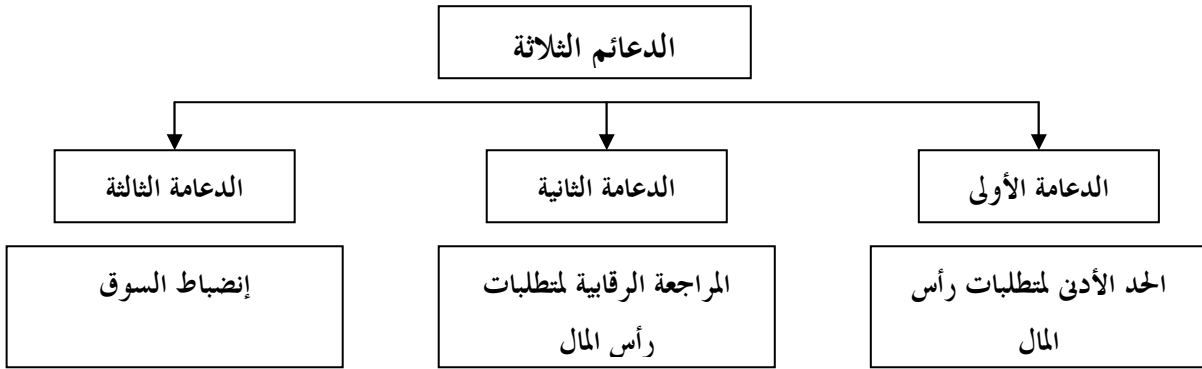 الدعائم الثلاثة
الدعامة الأولى
الدعامة الثانية
الدعامة الثالثة
الحد الأدنى لمتطلبات رأس
المال
المراجعة الرقابية لمتطلبات
رأس المال
إنضباط السوق